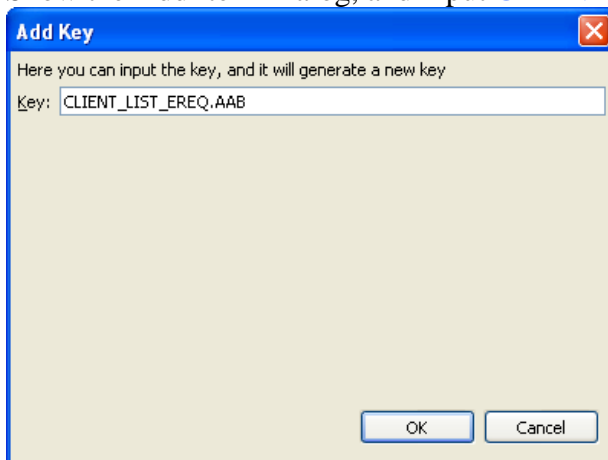 Add Key
Here you can input the key, and it will generate a new key
Key: CLIENT_LIST_EREQ.AAB
OK Cancel